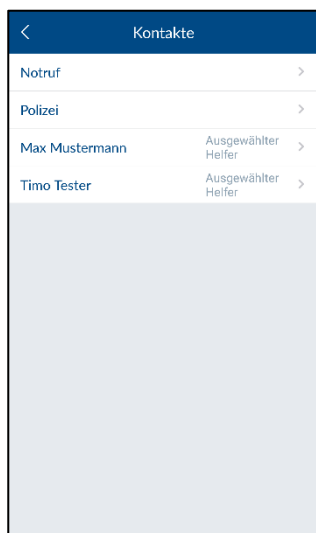 Kontakte
Notruf
Polizei
Max Mustermann Ausgewählter
Helfer
Timo Tester Ausgewählter
Helfer